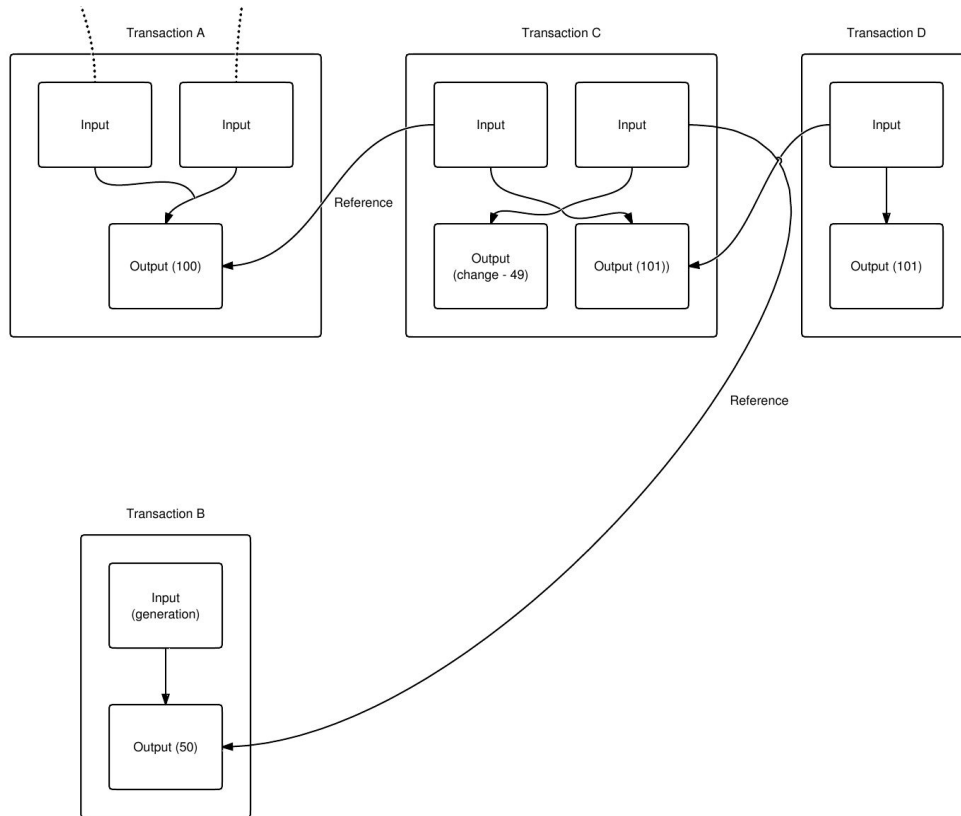 Transaction A
Transaction C
Transaction D
Input
Input
Input
Input
Input
Reference
Output (100)
Output
(change - 49)
Output (101))
Output (101)
Reference
Transaction B
Input
(generation)
Output (50)